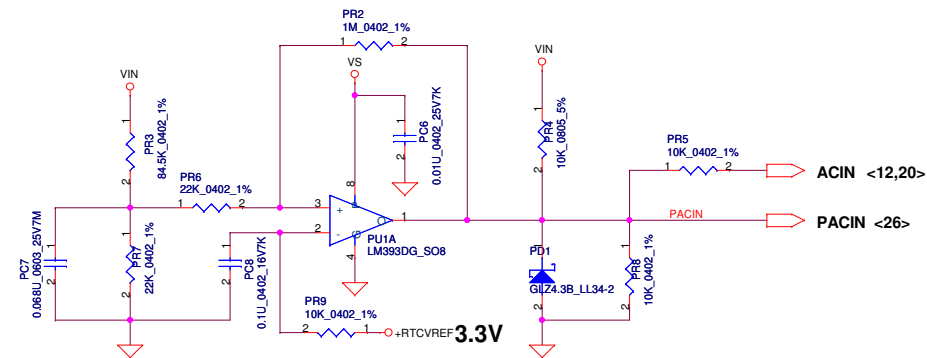 PR2
1M_0402_1%
1
2
VS
VIN
VIN
1
PR3
84.5K_0402_1%
2
1
PC6
0.01U_0402_25V7K
2
1
PR4
10K_0805_5%
2
PR5
10K_0402_1%
1
2
ACIN <12,20>
PR6
22K_0402_1%
1
2
8
P
3
+
2
-
O
1
G
4
PU1A
LM393DG_SO8
PACIN
PACIN <26>
1
PC7
0.068U_0603_25V7M
2
1
PR7
22K_0402_1%
2
1
PC8
0.1U_0402_16V7K
2
1
PD1
GLZ4.3B_LL34-2
2
1
PR8
10K_0402_1%
2
PR9
10K_0402_1%
2
1
+RTCVREF 3.3V